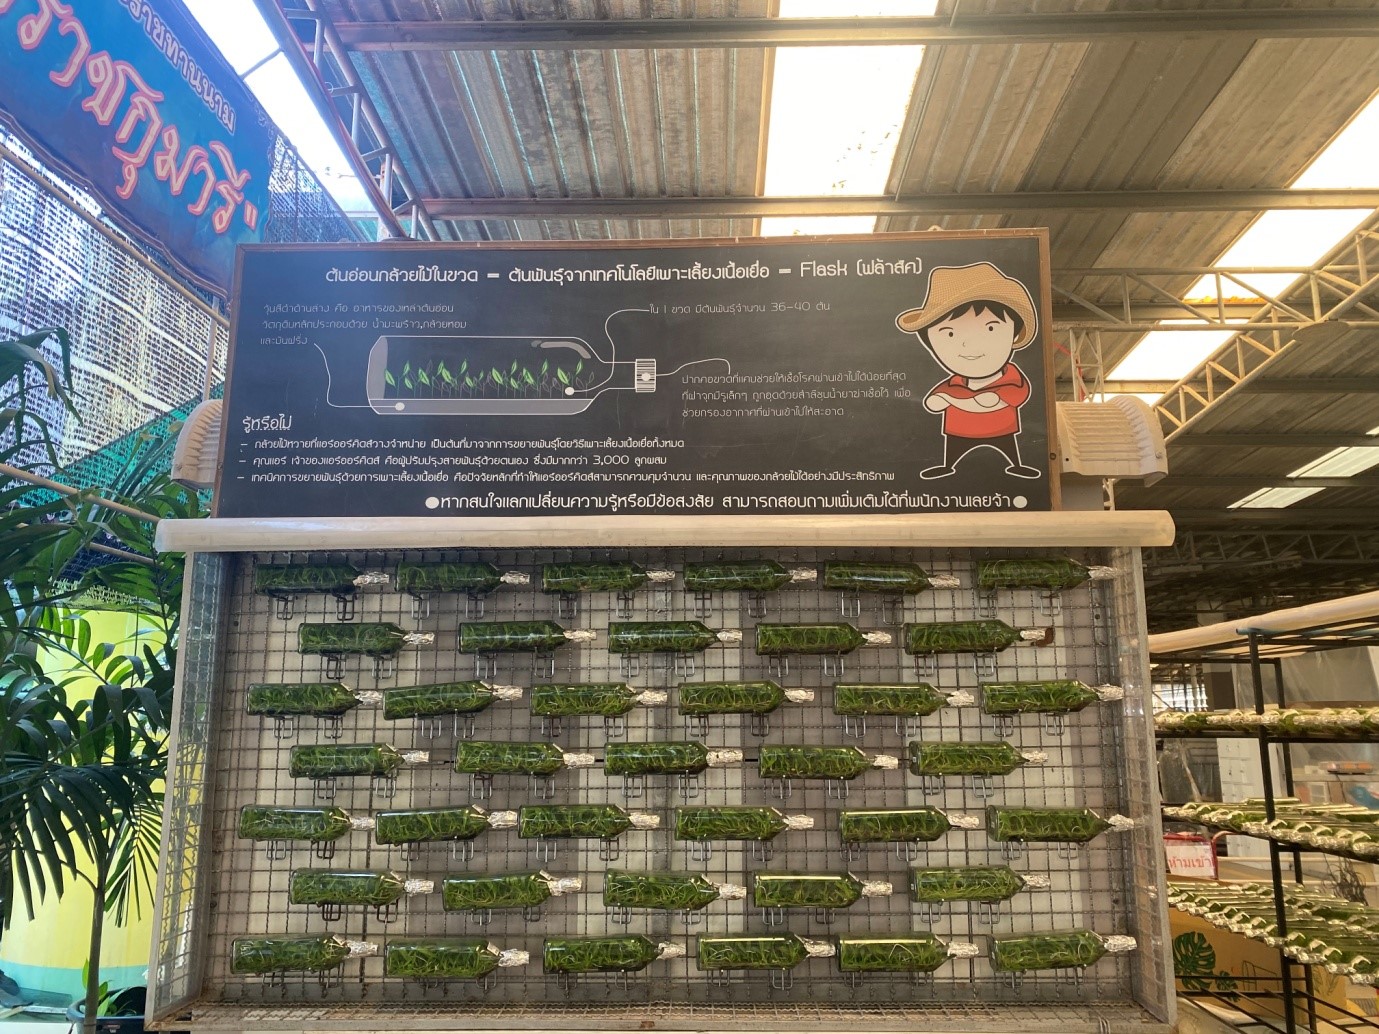 ราชทานนาม
ราชกุมารี"
ต้นอ่อนกล้วยไม้ในขวด - ต้นพันธุ์จากเทคโนโลยีเพาะเลี้ยงเนื้อเยื่อ - Flask (ฟล้าสค)
วุ้นสีดำด้านล่าง คือ อาหารของเหล่าต้นอ่อน
วัตถุดิบหลักประกอบด้วย น้ำมะพร้าว,กล้วยหอม
และมันฝรั่ง
ใน 1 ขวด มีต้นพันธุ์จำนวน 36-40 ต้น
ปากคอขวดที่แคบช่วยให้เชื้อโรคผ่านเข้าไปได้น้อยที่สุด
ที่ฝาจุกมีรูเล็กๆ ถูกอุดด้วยสำลีชุบน้ำยาฆ่าเชื้อไว้ เพื่อ
ช่วยกรองอากาศที่ผ่านเข้าไปให้สะอาด
รู้หรือไม่
- กล้วยไม้หวายที่แอร์ออร์คิดส์วางจำหน่าย เป็นต้นที่มาจากการขยายพันธุ์โดยวิธีเพาะเลี้ยงเนื้อเยื่อทั้งหมด
- คุณแอร์ เจ้าของแอร์ออร์คิดส์ คือผู้ปรับปรุงสายพันธุ์ด้วยตนเอง ซึ่งมีมากกว่า 3,000 ลูกผสม
- เทคนิคการขยายพันธุ์ด้วยการเพาะเลี้ยงเนื้อเยื่อ คือปัจจัยหลักที่ทำให้แอร์ออร์คิดส์สามารถควบคุมจำนวน และคุณภาพของกล้วยไม้ได้อย่างมีประสิทธิภาพ
●หากสนใจแลกเปลี่ยนความรู้หรือมีข้อสงสัย สามารถสอบถามเพิ่มเติมได้ที่พนักงานเลยจ้า●
ห้ามเข้า